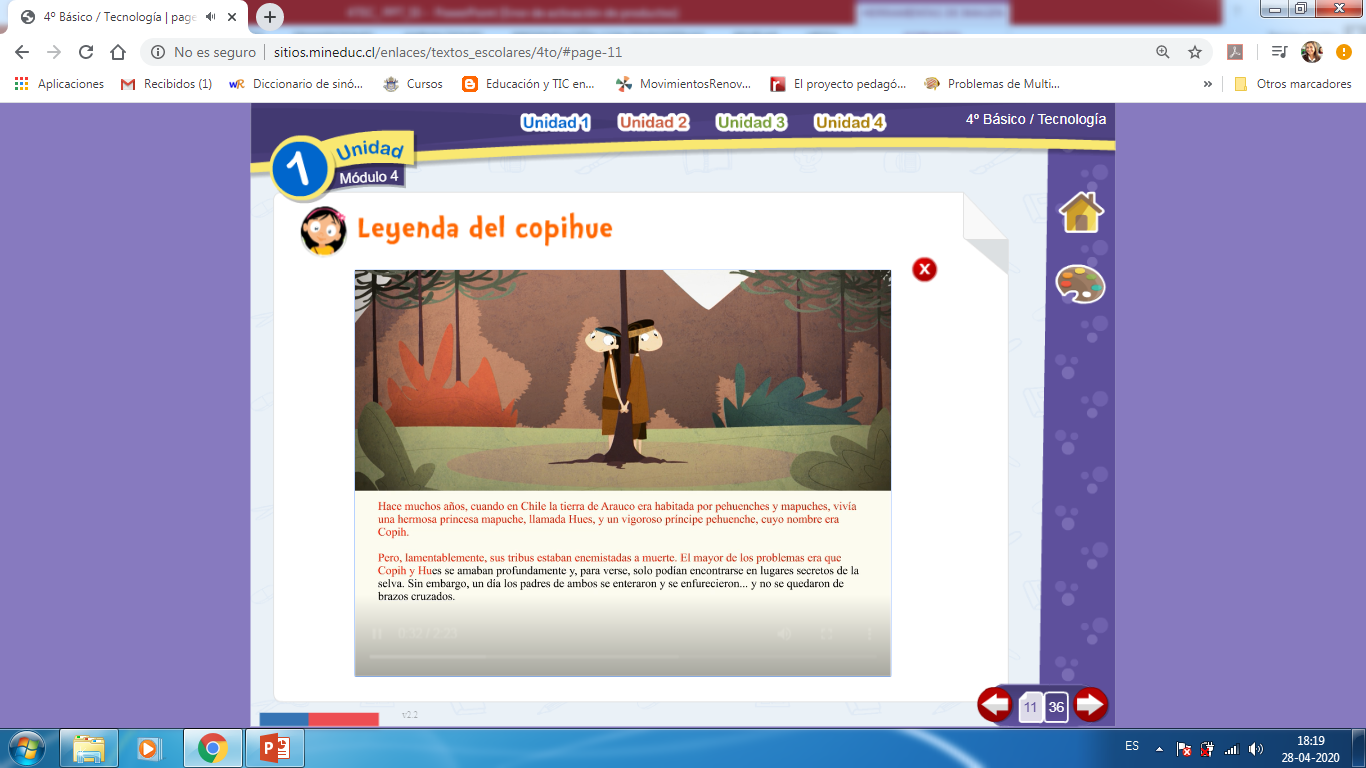 4º Básico / Tecnología | page
No es seguro | sitios.mineduc.cl/enlaces/textos_escolares/4to/#page-11
Aplicaciones Recibidos (1) Diccionario de sinó... Cursos Educación y TIC en... MovimientosRenov... El proyecto pedagó... Problemas de Multi... » Otros marcadores
Unidad 1 Unidad 2 Unidad 3 Unidad 4 4º Básico / Tecnología
1 Unidad
Módulo 4
Leyenda del copihue
Hace muchos años, cuando en Chile la tierra de Arauco era habitada por pehuenches y mapuches, vivía
una hermosa princesa mapuche, llamada Hues, y un vigoroso príncipe pehuenche, cuyo nombre era
Copih.
Pero, lamentablemente, sus tribus estaban enemistadas a muerte. El mayor de los problemas era que
Copih y Hues se amaban profundamente y, para verse, solo podían encontrarse en lugares secretos de la
selva. Sin embargo, un día los padres de ambos se enteraron y se enfurecieron... y no se quedaron de
brazos cruzados.
0:32 / 2:23
11 36
v2.2
ES 18:19
28-04-2020